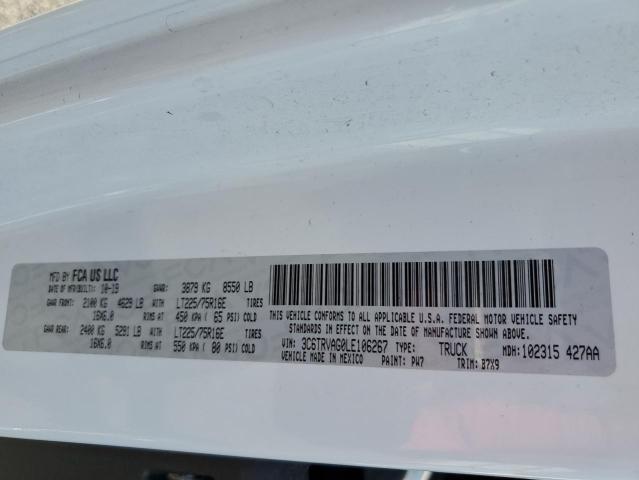 MFD BY FCA US LLC
DATE OF MFR/BUILT: 10-19 GVWR: 3879 KG 8550 LB
GAWR FRONT: 2100 KG 4629 LB WITH LT225/75R16E TIRES
16X6.0 RIMS AT 450 KPA ( 65 PSI) COLD
GAWR REAR: 2400 KG 5291 LB WITH LT225/75R16E TIRES
16X6.0 RIMS AT 550 KPA ( 80 PSI) COLD
THIS VEHICLE CONFORMS TO ALL APPLICABLE U.S.A. FEDERAL MOTOR VEHICLE SAFETY
STANDARDS IN EFFECT ON THE DATE OF MANUFACTURE SHOWN ABOVE.
VIN: 3C6TRVAG0LE106267 TYPE: TRUCK MDH: 102315 427AA
VEHICLE MADE IN MEXICO PAINT: PW7 TRIM: B7X9